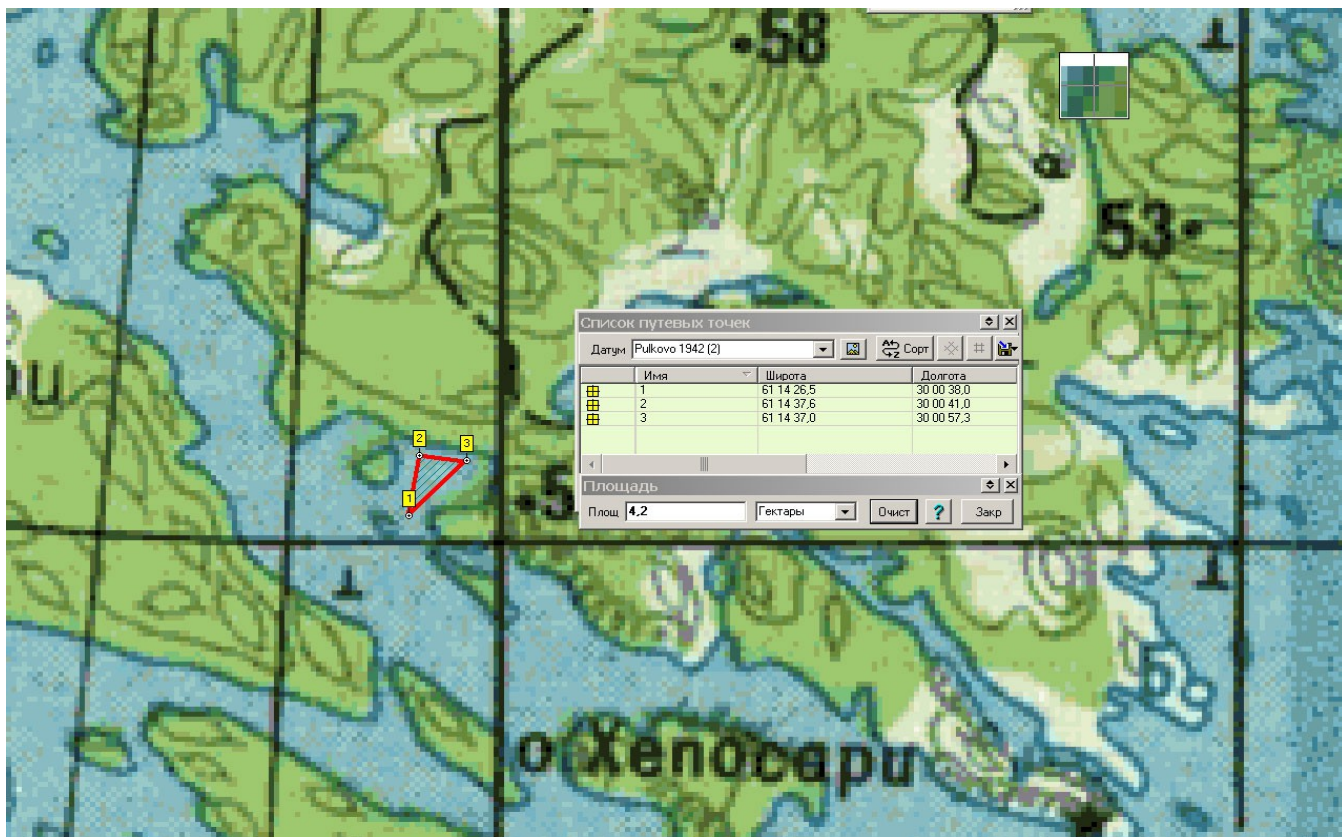 58
а
53
Список путевых точек
Датум Pulkovo 1942 (2) Сорт
Имя Широта Долгота
1 61 14 26,5 30 00 38,0
2 61 14 37,6 30 00 41,0
3 61 14 37,0 30 00 57,3
2
3
1
Площадь
5
Площ 4,2 Гектары Очист ? Закр
о Хепосари